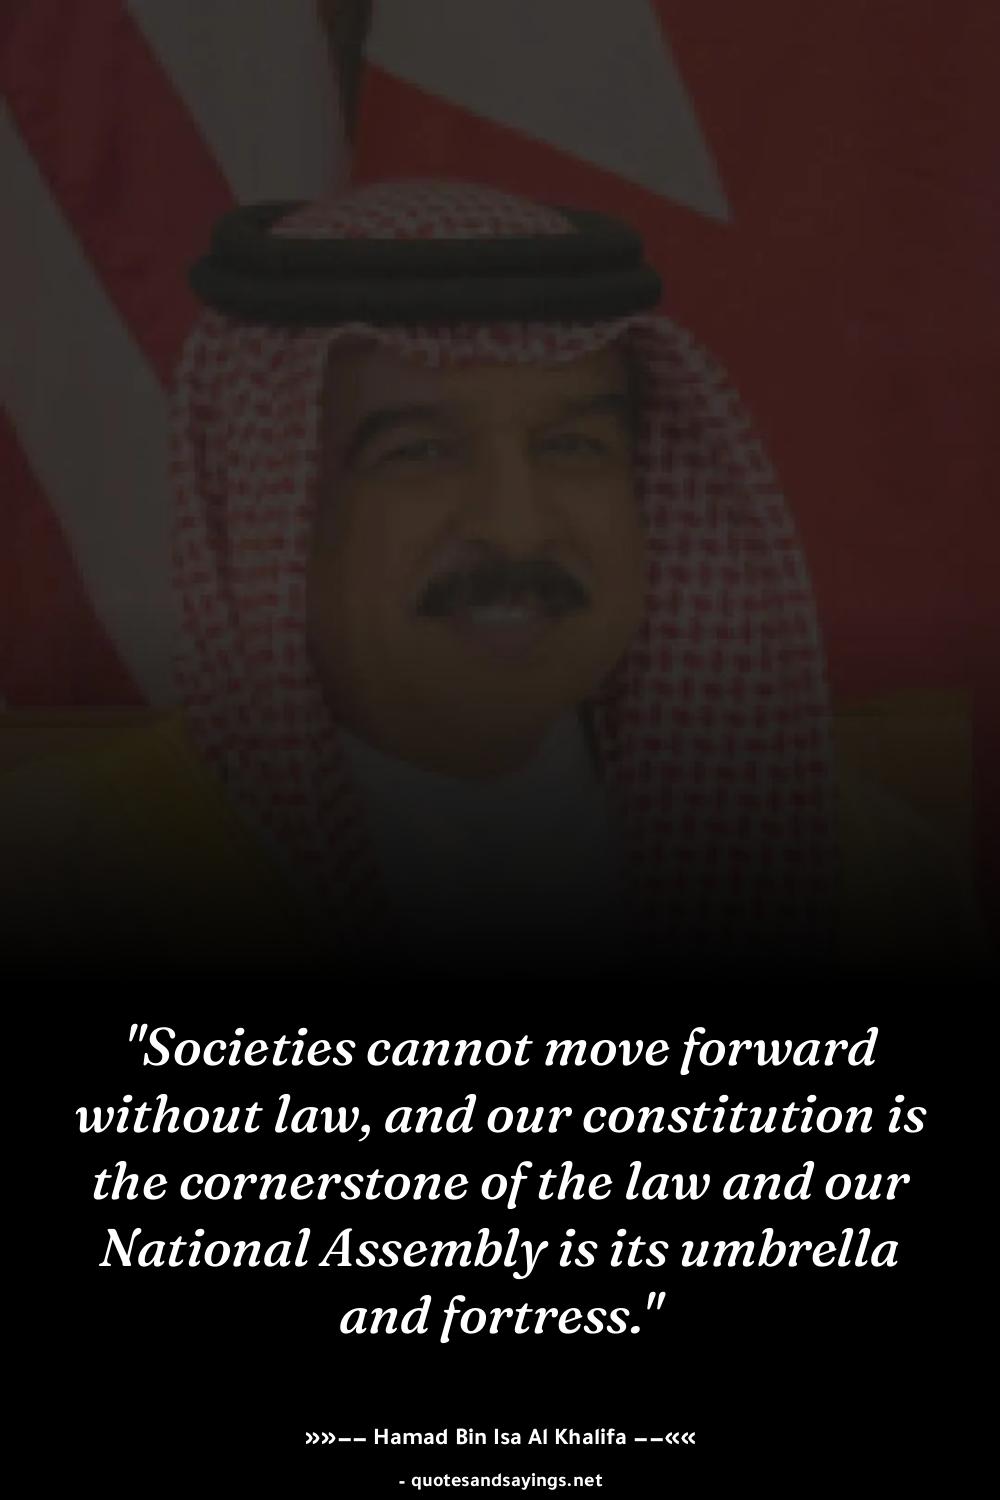 "Societies cannot move forward
without law, and our constitution is
the cornerstone of the law and our
National Assembly is its umbrella
and fortress."
»»−− Hamad Bin Isa Al Khalifa −−««
- quotesandsayings.net